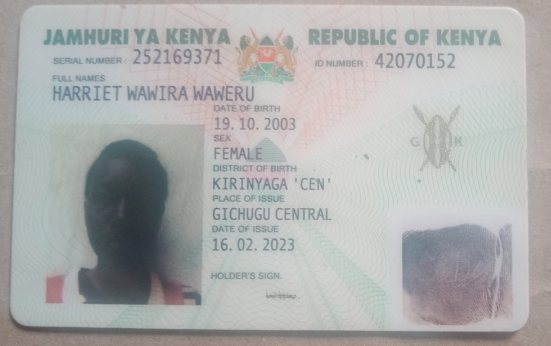 JAMHURI YA KENYA REPUBLIC OF KENYA
SERIAL NUMBER: 252169371 ID NUMBER: 42070152
FULL NAMES
HARRIET WAWIRA WAWERU
DATE OF BIRTH
19. 10. 2003
SEX
FEMALE
DISTRICT OF BIRTH
KIRINYAGA 'CEN'
PLACE OF ISSUE
GICHUGU CENTRAL
DATE OF ISSUE
16. 02. 2023
HOLDER'S SIGN.
G K